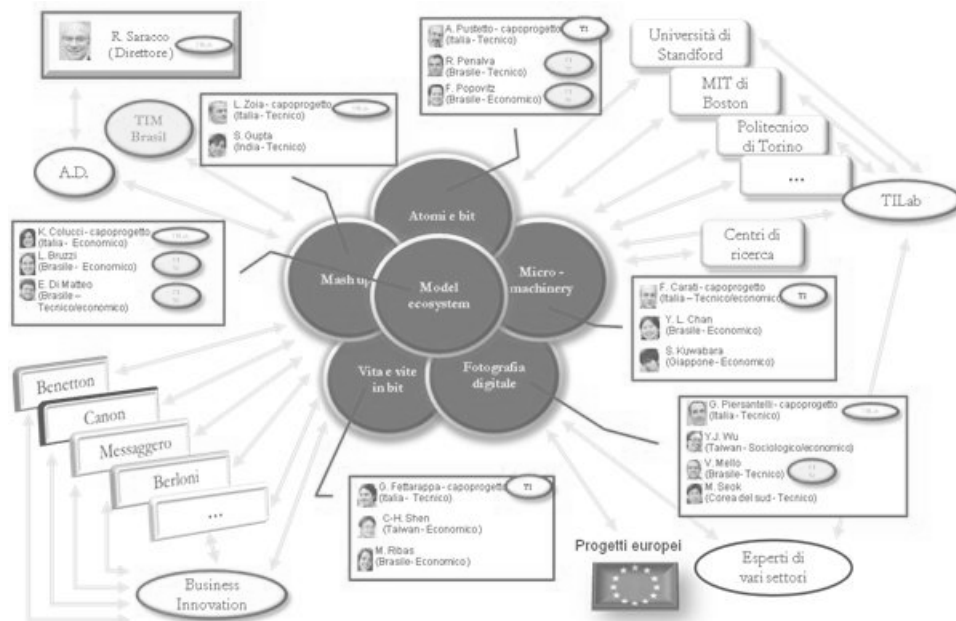 R. Saracco
(Direttore)
A. Pustetto - capoprogetto
(Italia - Tecnico)
TI
R. Penalva
(Brasile - Tecnico)
F. Popovitz
(Brasile - Economico)
Università di
Standford
MIT di
Boston
Politecnico
di Torino
...
TILab
Centri di
ricerca
TIM
Brasil
A.D.
L. Zoia - capoprogetto
(Italia - Tecnico)
S. Gupta
(India - Tecnico)
K. Colucci - capoprogetto
(Italia - Economico)
L. Bruzzi
(Brasile - Economico)
E. Di Matteo
(Brasile –
Tecnico/economico)
Atomi e bit
Mash up
Model
ecosystem
Micro -
machinery
Vita e vite
in bit
Fotografia
digitale
F. Carati - capoprogetto
(Italia – Tecnico/economico)
TI
Y. L. Chan
(Brasile - Economico)
S. Kuwabara
(Giappone - Economico)
Benetton
Canon
Messaggero
Berloni
...
G. Piersantelli - capoprogetto
(Italia - Tecnico)
Y.J. Wu
(Taiwan - Sociologico/economico)
V. Mello
(Brasile- Tecnico)
M. Seok
(Corea del sud - Tecnico)
G. Fettarappa - capoprogetto
(Italia - Tecnico)
TI
C-H. Shen
(Taiwan - Economico)
M. Ribas
(Brasile- Economico)
Progetti europei
Esperti di
vari settori
Business
Innovation